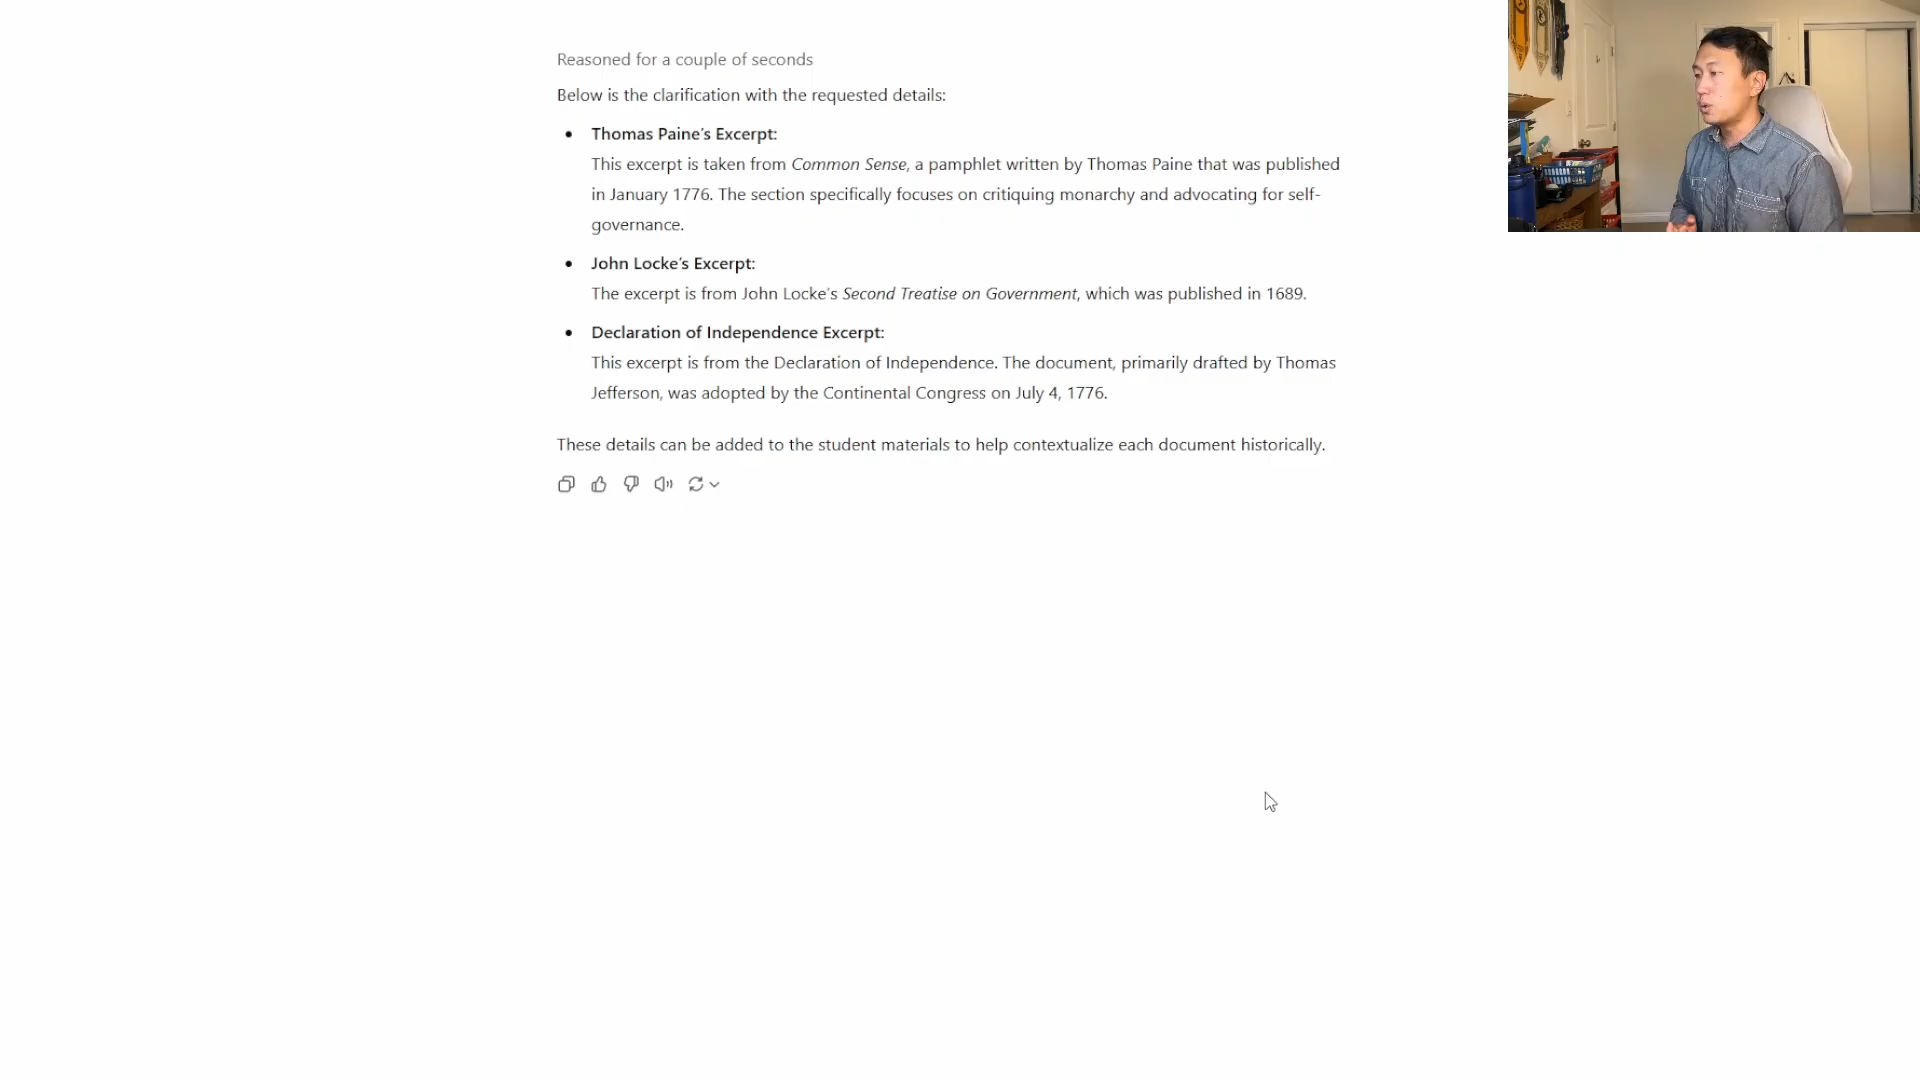 Reasoned for a couple of seconds
Below is the clarification with the requested details:
• Thomas Paine's Excerpt:
This excerpt is taken from Common Sense, a pamphlet written by Thomas Paine that was published
in January 1776. The section specifically focuses on critiquing monarchy and advocating for self-
governance.
• John Locke's Excerpt:
The excerpt is from John Locke's Second Treatise on Government, which was published in 1689.
• Declaration of Independence Excerpt:
This excerpt is from the Declaration of Independence. The document, primarily drafted by Thomas
Jefferson, was adopted by the Continental Congress on July 4, 1776.
These details can be added to the student materials to help contextualize each document historically.